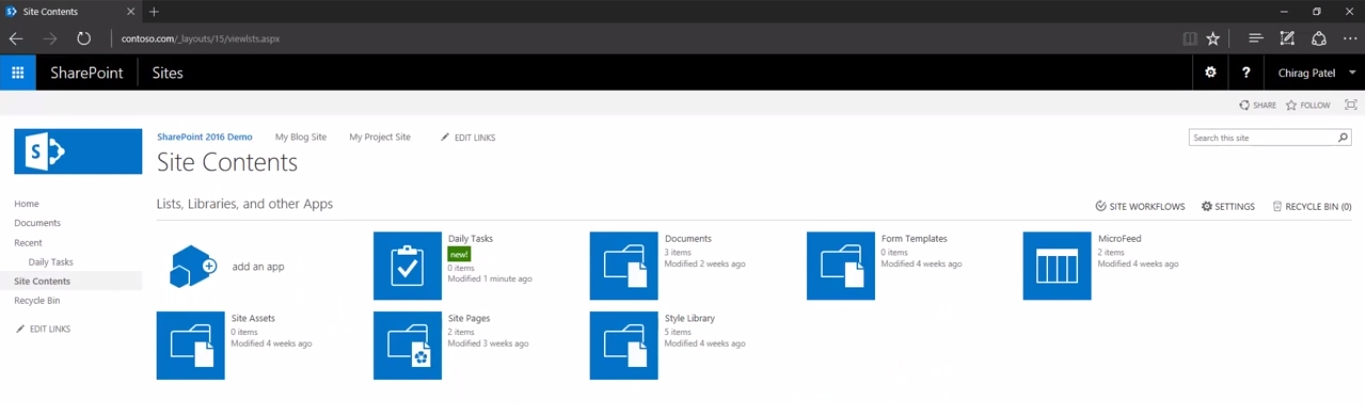 Site Contents
contoso.com/_layouts/15/viewlsts.aspx
SharePoint Sites ? Chirag Patel
SHARE FOLLOW
S
SharePoint 2016 Demo My Blog Site My Project Site EDIT LINKS
Search this site
Site Contents
Home
Documents
Recent
Daily Tasks
Site Contents
Recycle Bin
EDIT LINKS
Lists, Libraries, and other Apps
SITE WORKFLOWS SETTINGS RECYCLE BIN (0)
add an app
Daily Tasks
new!
0 items
Modified 1 minute ago
Documents
3 items
Modified 2 weeks ago
Form Templates
0 items
Modified 4 weeks ago
MicroFeed
2 items
Modified 4 weeks ago
Site Assets
0 items
Modified 4 weeks ago
Site Pages
2 items
Modified 3 weeks ago
Style Library
5 items
Modified 4 weeks ago